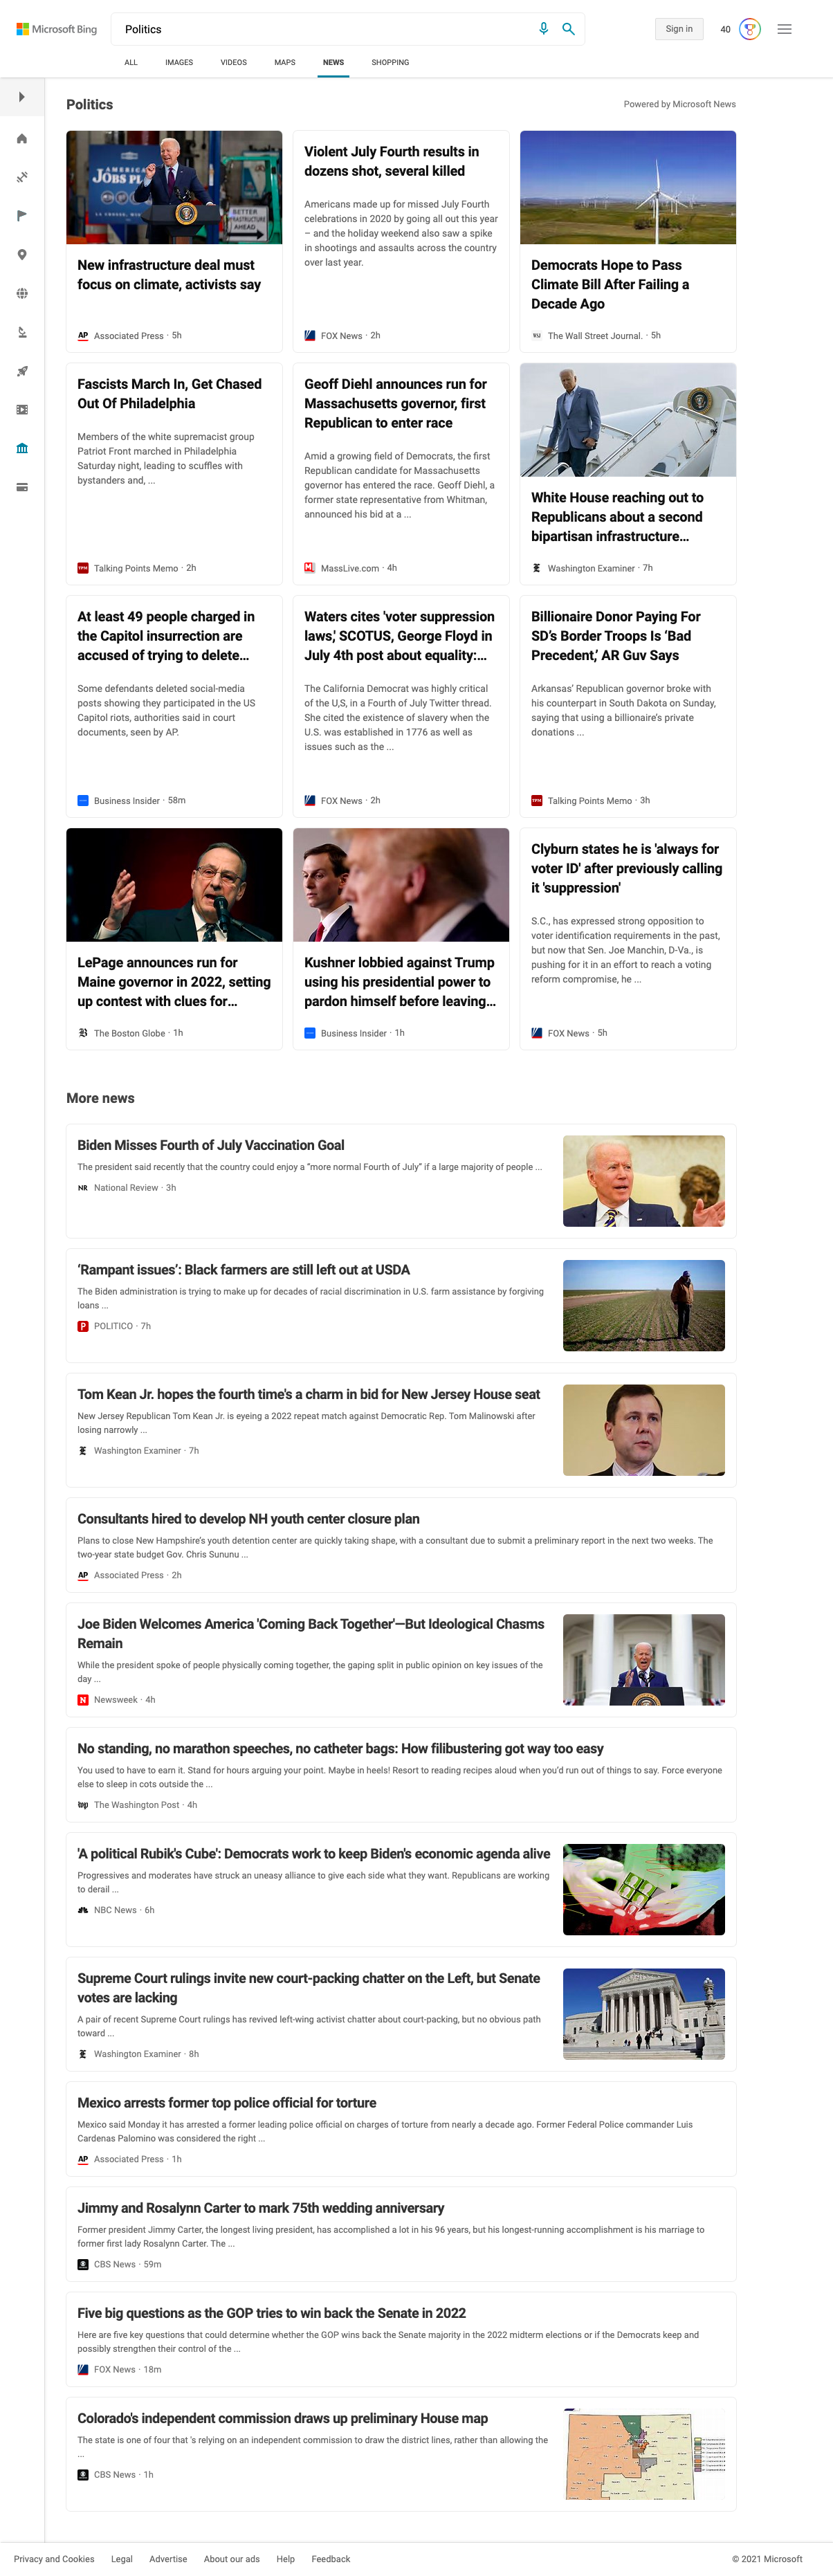 Microsoft Bing
Politics
Sign in
40
ALL
IMAGES
VIDEOS
MAPS
NEWS
SHOPPING
Politics
Powered by Microsoft News
AMERICA
JOBS PL
BETTER
AHEAD
New infrastructure deal must
focus on climate, activists say
AP Associated Press · 5h
Violent July Fourth results in
dozens shot, several killed
Americans made up for missed July Fourth
celebrations in 2020 by going all out this year
– and the holiday weekend also saw a spike
in shootings and assaults across the country
over last year.
FOX News · 2h
Democrats Hope to Pass
Climate Bill After Failing a
Decade Ago
WSJ The Wall Street Journal. · 5h
Fascists March In, Get Chased
Out Of Philadelphia
Members of the white supremacist group
Patriot Front marched in Philadelphia
Saturday night, leading to scuffles with
bystanders and, ...
TPM Talking Points Memo · 2h
Geoff Diehl announces run for
Massachusetts governor, first
Republican to enter race
Amid a growing field of Democrats, the first
Republican candidate for Massachusetts
governor has entered the race. Geoff Diehl, a
former state representative from Whitman,
announced his bid at a ...
MassLive.com · 4h
White House reaching out to
Republicans about a second
bipartisan infrastructure...
Washington Examiner · 7h
At least 49 people charged in
the Capitol insurrection are
accused of trying to delete...
Some defendants deleted social-media
posts showing they participated in the US
Capitol riots, authorities said in court
documents, seen by AP.
Business Insider · 58m
Waters cites 'voter suppression
laws,' SCOTUS, George Floyd in
July 4th post about equality:...
The California Democrat was highly critical
of the U,S, in a Fourth of July Twitter thread.
She cited the existence of slavery when the
U.S. was established in 1776 as well as
issues such as the ...
FOX News · 2h
Billionaire Donor Paying For
SD’s Border Troops Is ‘Bad
Precedent,’ AR Guv Says
Arkansas’ Republican governor broke with
his counterpart in South Dakota on Sunday,
saying that using a billionaire’s private
donations ...
TPM Talking Points Memo · 3h
LePage announces run for
Maine governor in 2022, setting
up contest with clues for...
B The Boston Globe · 1h
Kushner lobbied against Trump
using his presidential power to
pardon himself before leaving...
Business Insider · 1h
Clyburn states he is 'always for
voter ID' after previously calling
it 'suppression'
S.C., has expressed strong opposition to
voter identification requirements in the past,
but now that Sen. Joe Manchin, D-Va., is
pushing for it in an effort to reach a voting
reform compromise, he ...
FOX News · 5h
More news
Biden Misses Fourth of July Vaccination Goal
The president said recently that the country could enjoy a “more normal Fourth of July” if a large majority of people ...
NR National Review · 3h
‘Rampant issues’: Black farmers are still left out at USDA
The Biden administration is trying to make up for decades of racial discrimination in U.S. farm assistance by forgiving
loans ...
P POLITICO · 7h
Tom Kean Jr. hopes the fourth time's a charm in bid for New Jersey House seat
New Jersey Republican Tom Kean Jr. is eyeing a 2022 repeat match against Democratic Rep. Tom Malinowski after
losing narrowly ...
Washington Examiner · 7h
Consultants hired to develop NH youth center closure plan
Plans to close New Hampshire’s youth detention center are quickly taking shape, with a consultant due to submit a preliminary report in the next two weeks. The
two-year state budget Gov. Chris Sununu ...
AP Associated Press · 2h
Joe Biden Welcomes America 'Coming Back Together'—But Ideological Chasms
Remain
While the president spoke of people physically coming together, the gaping split in public opinion on key issues of the
day ...
N Newsweek · 4h
No standing, no marathon speeches, no catheter bags: How filibustering got way too easy
You used to have to earn it. Stand for hours arguing your point. Maybe in heels! Resort to reading recipes aloud when you’d run out of things to say. Force everyone
else to sleep in cots outside the ...
wp The Washington Post · 4h
'A political Rubik's Cube': Democrats work to keep Biden's economic agenda alive
Progressives and moderates have struck an uneasy alliance to give each side what they want. Republicans are working
to derail ...
NBC News · 6h
Supreme Court rulings invite new court-packing chatter on the Left, but Senate
votes are lacking
A pair of recent Supreme Court rulings has revived left-wing activist chatter about court-packing, but no obvious path
toward ...
Washington Examiner · 8h
Mexico arrests former top police official for torture
Mexico said Monday it has arrested a former leading police official on charges of torture from nearly a decade ago. Former Federal Police commander Luis
Cardenas Palomino was considered the right ...
AP Associated Press · 1h
Jimmy and Rosalynn Carter to mark 75th wedding anniversary
Former president Jimmy Carter, the longest living president, has accomplished a lot in his 96 years, but his longest-running accomplishment is his marriage to
former first lady Rosalynn Carter. The ...
CBS News · 59m
Five big questions as the GOP tries to win back the Senate in 2022
Here are five key questions that could determine whether the GOP wins back the Senate majority in the 2022 midterm elections or if the Democrats keep and
possibly strengthen their control of the ...
FOX News · 18m
Colorado's independent commission draws up preliminary House map
The state is one of four that 's relying on an independent commission to draw the district lines, rather than allowing the
...
CBS News · 1h
Privacy and Cookies
Legal
Advertise
About our ads
Help
Feedback
© 2021 Microsoft